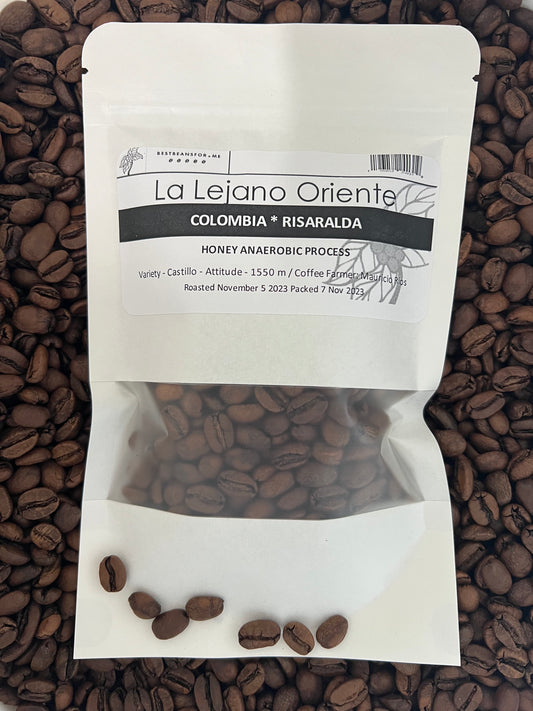 BESTBEANSFOR.ME
La Lejano Oriente
COLOMBIA * RISARALDA
HONEY ANAEROBIC PROCESS
Variety - Castillo - Attitude - 1550 m / Coffee Farmer: Mauricio Rios
Roasted November 5 2023 Packed 7 Nov 2023